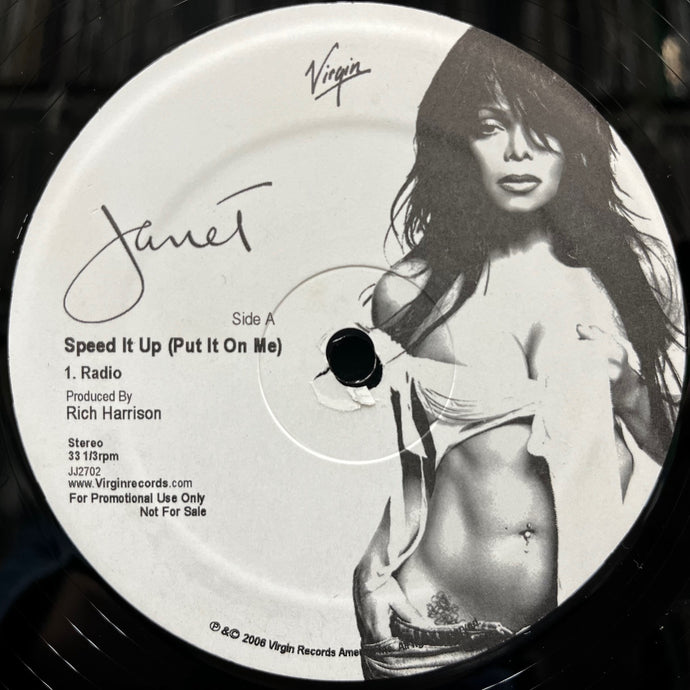 Virgin
Janet
Side A
Speed It Up (Put It On Me)
1. Radio
Produced By
Rich Harrison
Stereo
33 1/3rpm
JJ2702
www.Virginrecords.com
For Promotional Use Only
Not For Sale
℗ &© 2006 Virgin Records